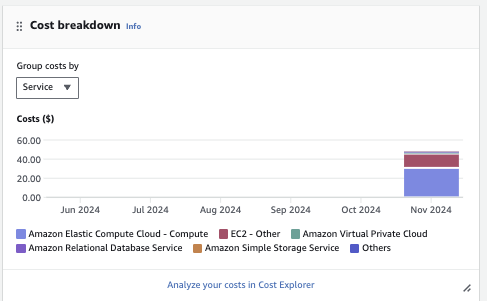 Cost breakdown Info
Group costs by
Service
Costs ($)
60.00
40.00
20.00
0.00
Jun 2024 Jul 2024 Aug 2024 Sep 2024 Oct 2024 Nov 2024
Amazon Elastic Compute Cloud - Compute EC2 - Other Amazon Virtual Private Cloud
Amazon Relational Database Service Amazon Simple Storage Service Others
Analyze your costs in Cost Explorer